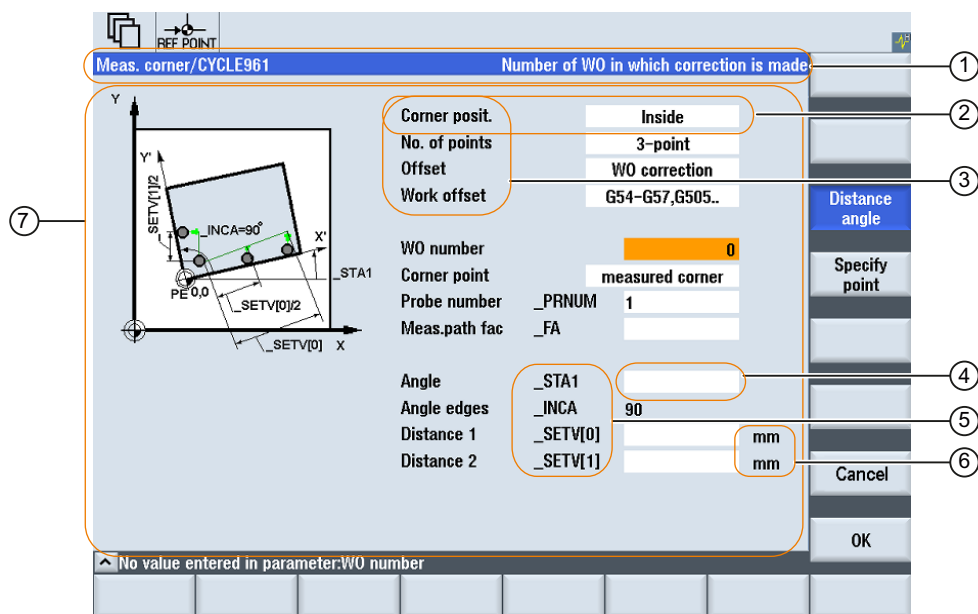 REF POINT
Meas. corner/CYCLE961 Number of WO in which correction is made
1
Y
Corner posit. Inside
2
No. of points 3-point
Y'
Offset WO correction
3
Work offset G54-G57,G505..
Distance
angle
7
SETV[1]/2
_INCA=90°
X'
WO number 0
_STA1
Corner point measured corner
Specify
point
PE 0,0
_SETV[0]/2
Probe number _PRNUM 1
Meas.path fac _FA
_SETV[0] X
Angle _STA1
4
Angle edges _INCA 90
5
Distance 1 _SETV[0] mm
Distance 2 _SETV[1] mm
6
Cancel
OK
No value entered in parameter:WO number